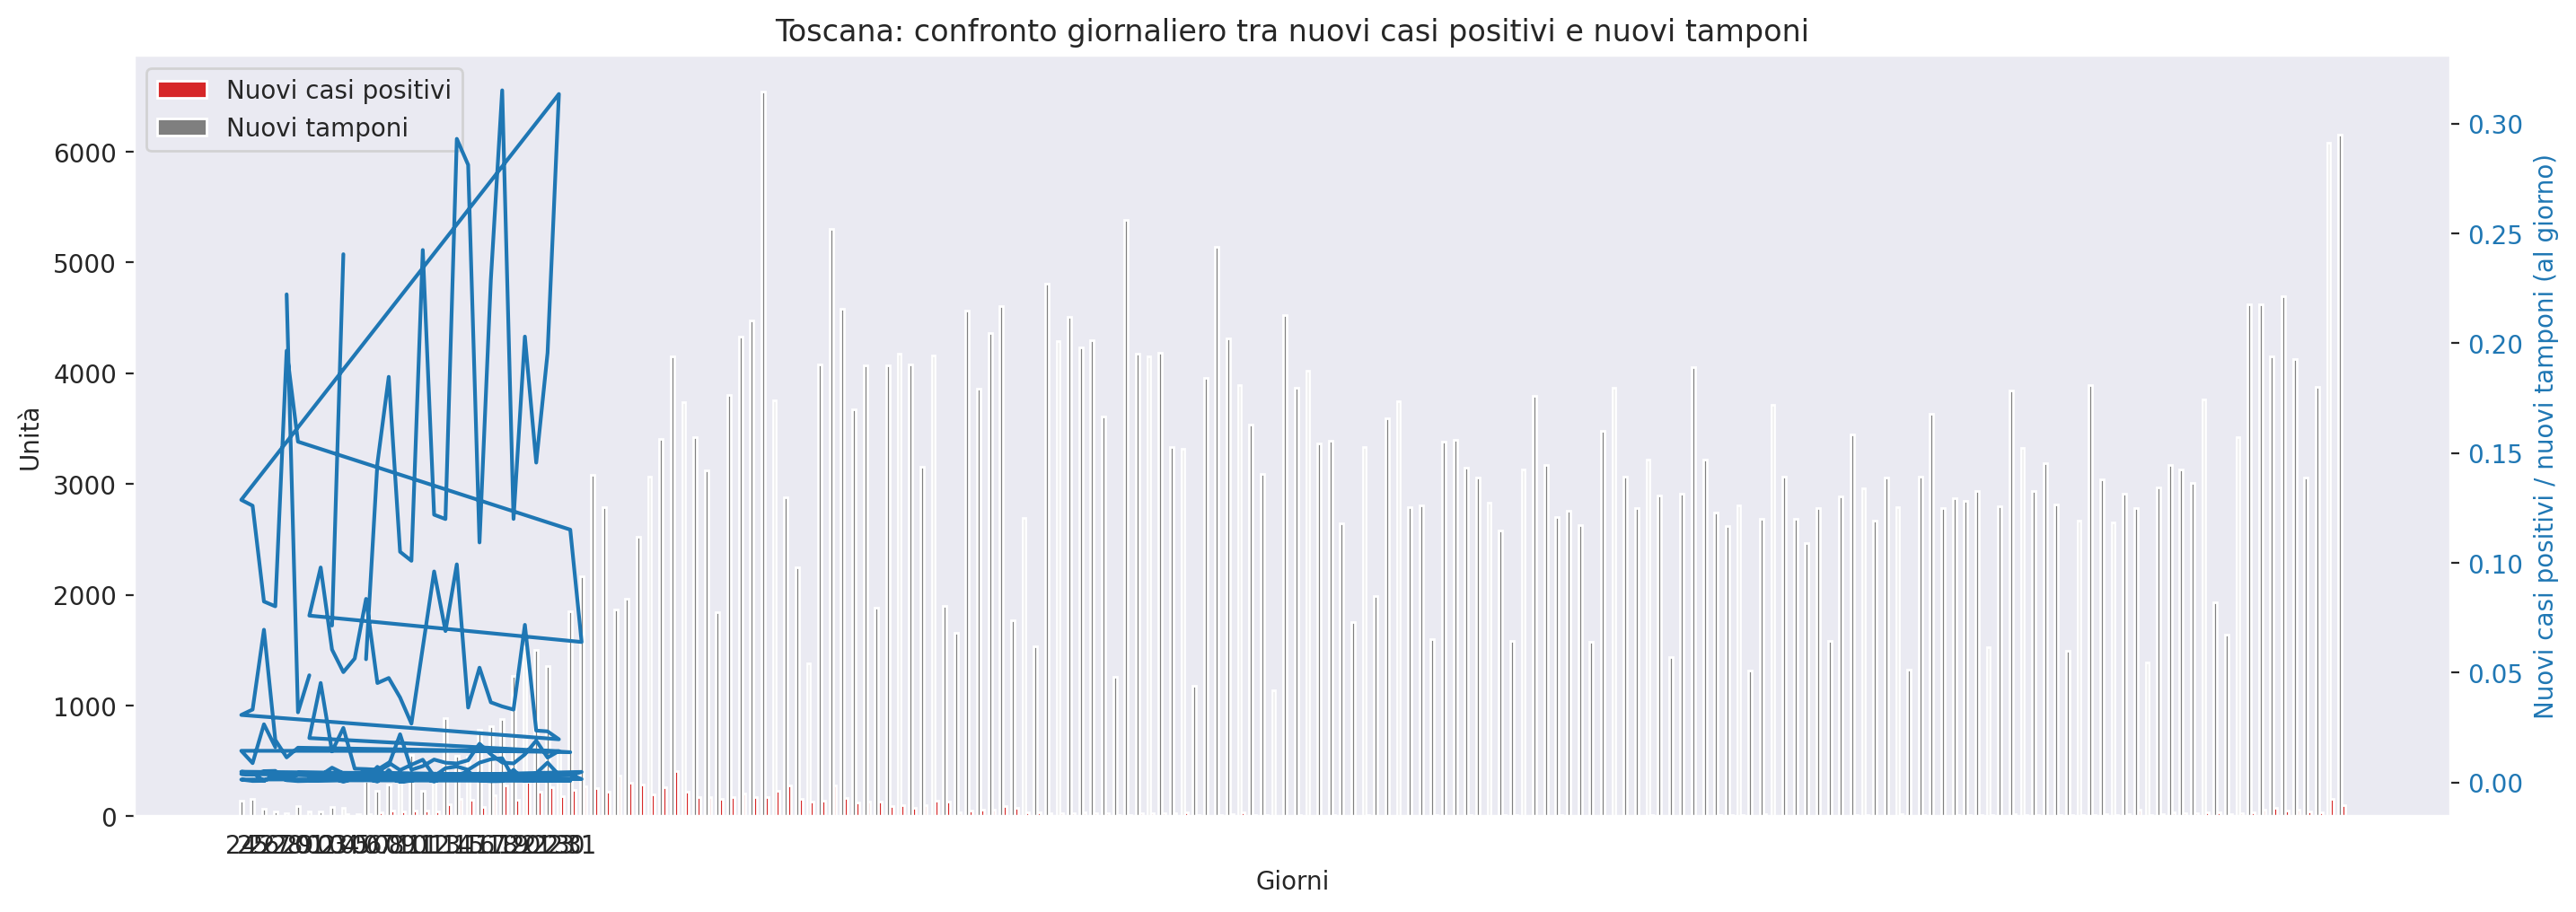 Toscana: confronto giornaliero tra nuovi casi positivi e nuovi tamponi
Nuovi casi positivi
Nuovi tamponi
6000
5000
4000
3000
2000
1000
0
Unità
0.30
0.25
0.20
0.15
0.10
0.05
0.00
Nuovi casi positivi / nuovi tamponi (al giorno)
Giorni